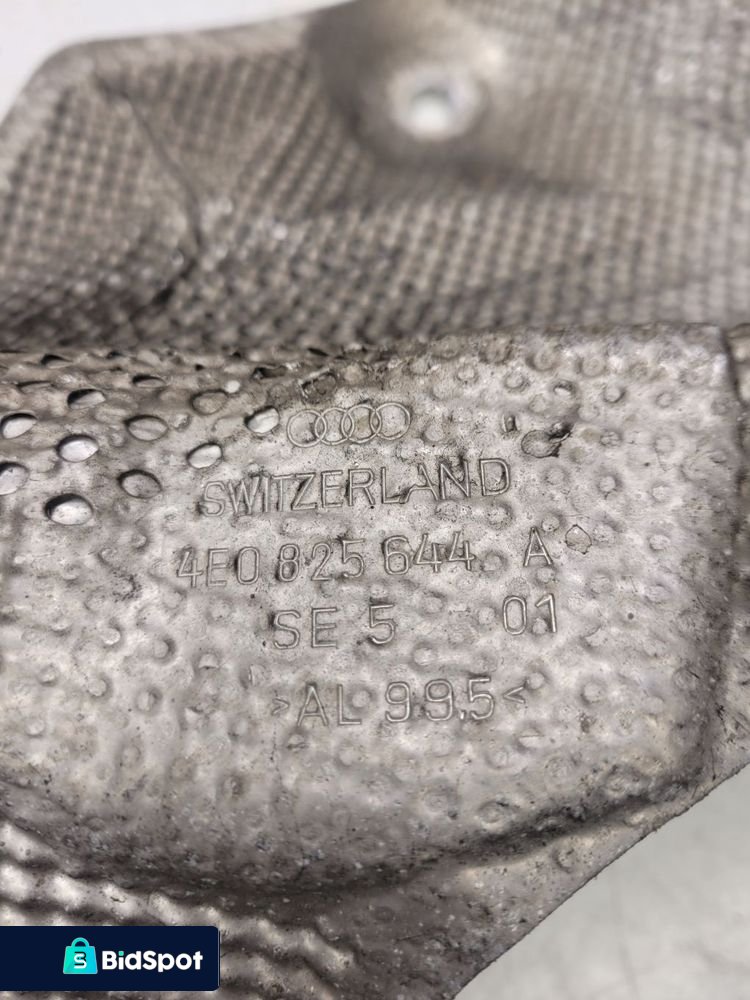 SWITZERLAND
4E0 825 644 A
SE 5 01
>AL 99.5<
BidSpot